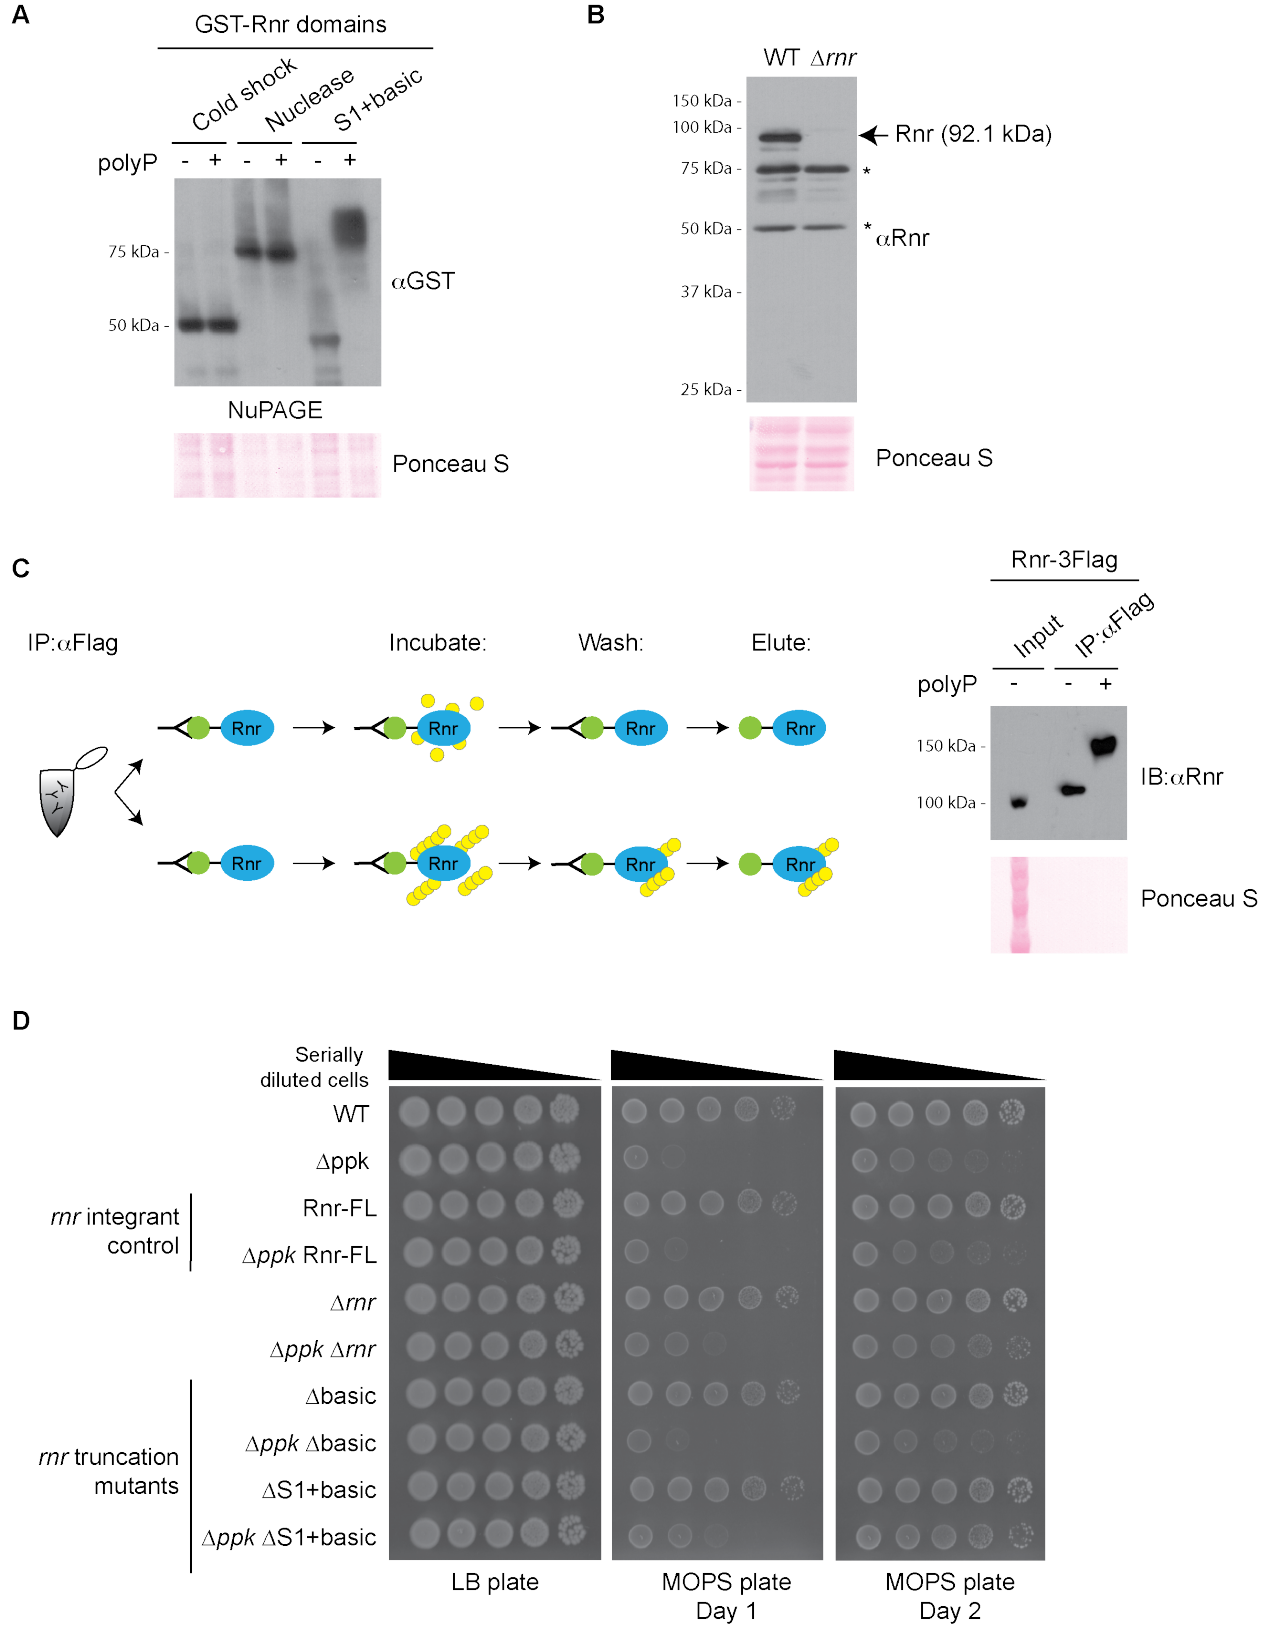 A
GST-Rnr domains
Cold shock
Nuclease
S1+basic
polyP - + - + - +
75 kDa -
50 kDa -
αGST
NuPAGE
Ponceau S
B
WT Δrnr
150 kDa -
100 kDa -
75 kDa -
50 kDa -
37 kDa -
25 kDa -
Rnr (92.1 kDa)
*
*
αRnr
Ponceau S
C
IP:αFlag
Incubate:
Wash:
Elute:
Rnr
Rnr
Rnr
Rnr
Rnr
Rnr
Rnr
Rnr
Rnr-3Flag
Input
IP:αFlag
polyP - - +
150 kDa -
100 kDa -
IB:αRnr
Ponceau S
D
Serially
diluted cells
WT
Δppk
rnr integrant
control
Rnr-FL
Δppk Rnr-FL
Δrnr
Δppk Δrnr
rnr truncation
mutants
Δbasic
Δppk Δbasic
ΔS1+basic
Δppk ΔS1+basic
LB plate
MOPS plate
Day 1
MOPS plate
Day 2